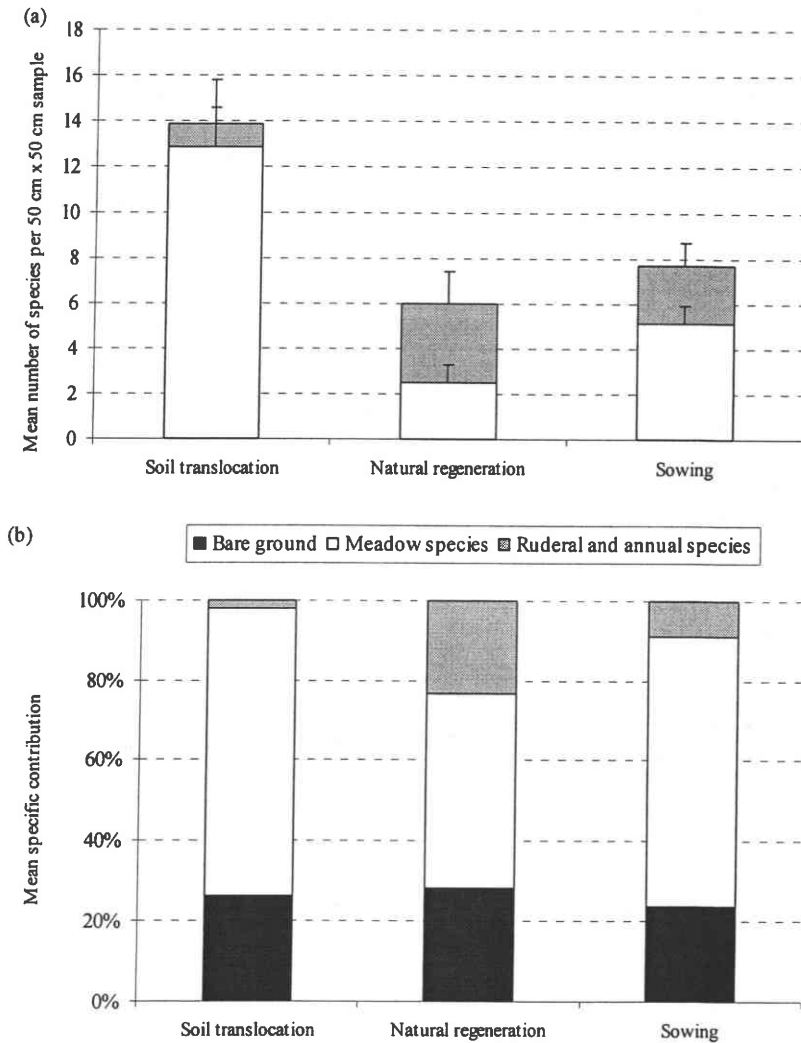 (a)
Mean number of species per 50 cm x 50 cm sample
18
16
14
12
10
8
6
4
2
0
Soil translocation Natural regeneration Sowing
(b)
Bare ground Meadow species Ruderal and annual species
Mean specific contribution
100%
80%
60%
40%
20%
0%
Soil translocation Natural regeneration Sowing